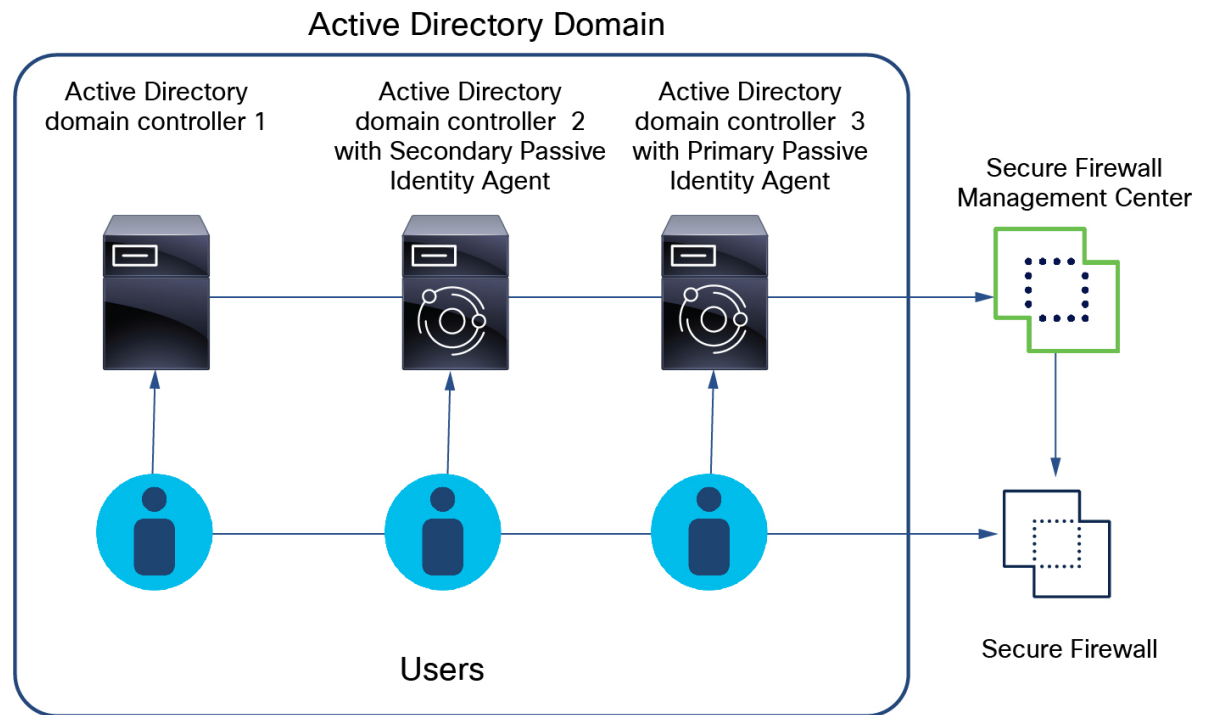 Active Directory Domain
Active Directory
domain controller 1
Active Directory
domain controller 2
with Secondary Passive
Identity Agent
Active Directory
domain controller 3
with Primary Passive
Identity Agent
Secure Firewall
Management Center
Secure Firewall
Users